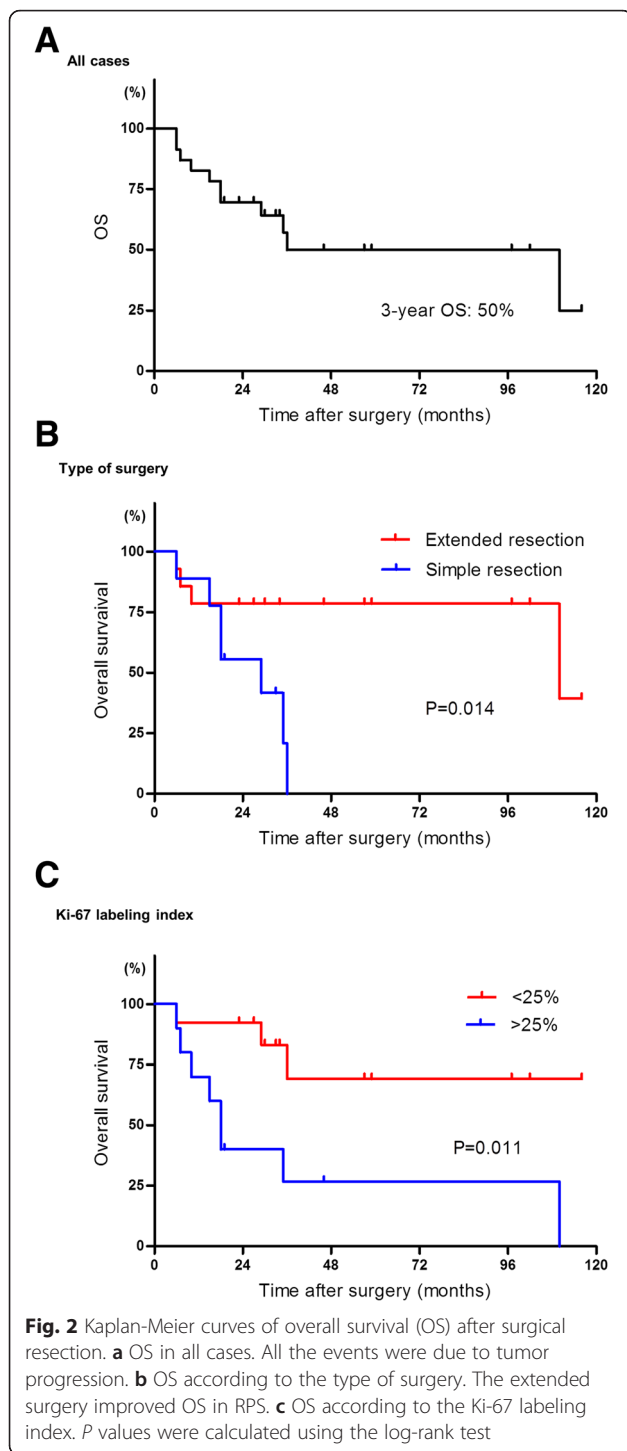 A
All cases
(%)
100
75
50
25
0
OS
3-year OS: 50%
0 24 48 72 96 120
Time after surgery (months)
B
Type of surgery
(%)
100
75
50
25
0
Overall survaival
Extended resection
Simple resection
P=0.014
0 24 48 72 96 120
Time after surgery (months)
C
Ki-67 labeling index
(%)
100
75
50
25
0
Overall survival
<25%
>25%
P=0.011
0 24 48 72 96 120
Time after surgery (months)
Fig. 2 Kaplan-Meier curves of overall survival (OS) after surgical
resection. a OS in all cases. All the events were due to tumor
progression. b OS according to the type of surgery. The extended
surgery improved OS in RPS. c OS according to the Ki-67 labeling
index. P values were calculated using the log-rank test